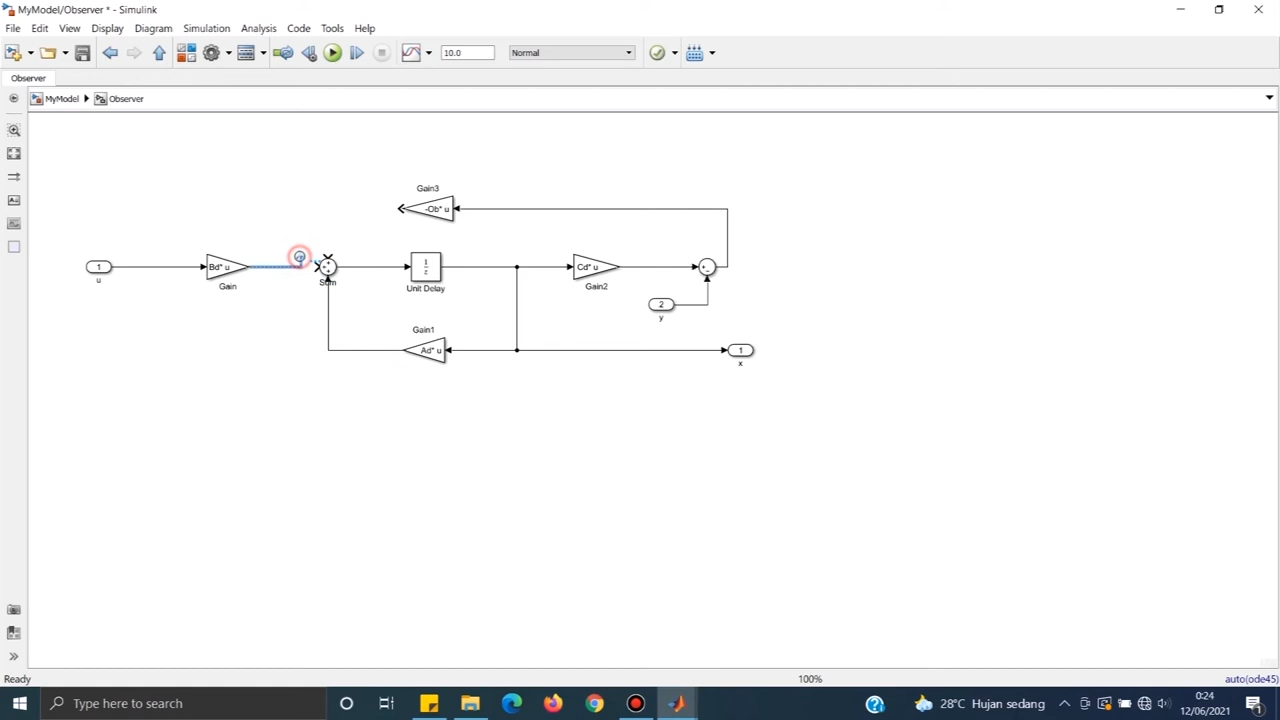 MyModel/Observer * - Simulink
File Edit View Display Diagram Simulation Analysis Code Tools Help
10.0
Normal
Observer
MyModel Observer
Gain3
-Ob* u
1
u
Bd* u
Gain
Sum
1
z
Unit Delay
Cd* u
Gain2
2
y
Gain1
Ad* u
1
x
Ready
100%
auto(ode45)
Type here to search
28°C Hujan sedang
0:24
12/06/2021
1